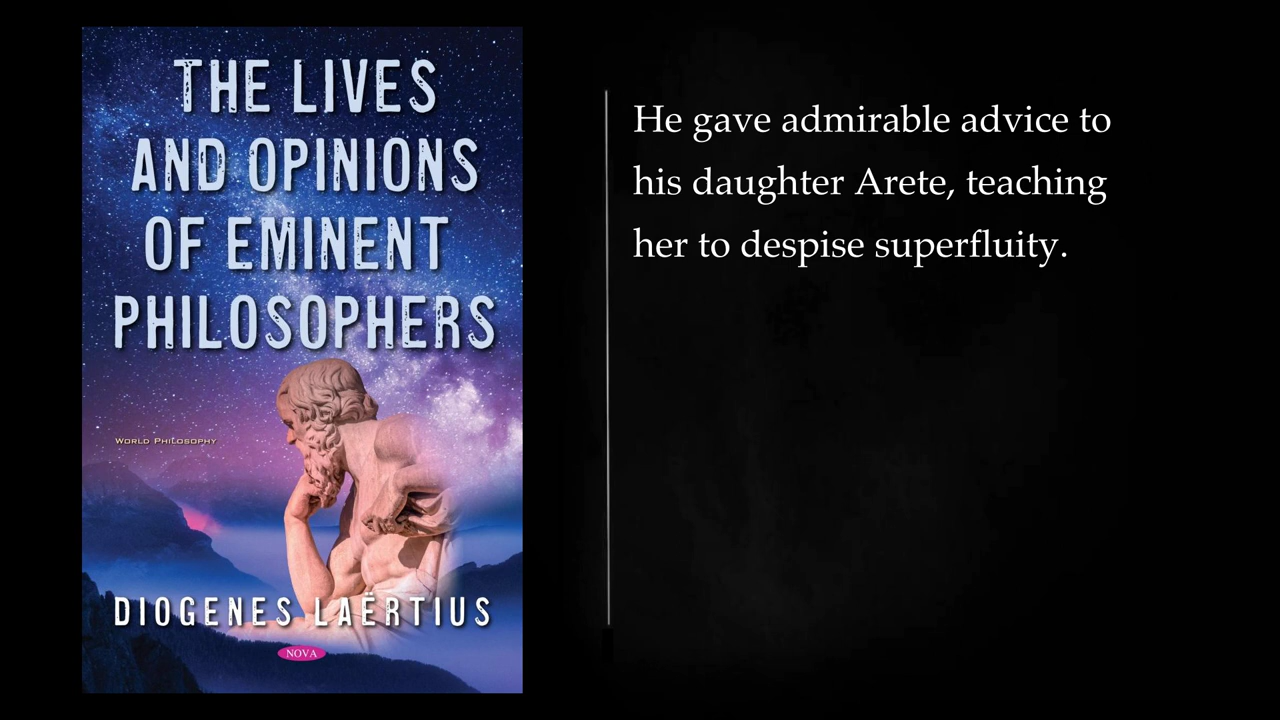 THE LIVES
AND OPINIONS
OF EMINENT
PHILOSOPHERS
WORLD PHILOSOPHY
DIOGENES LAËRTIUS
NOVA
He gave admirable advice to
his daughter Arete, teaching
her to despise superfluity.